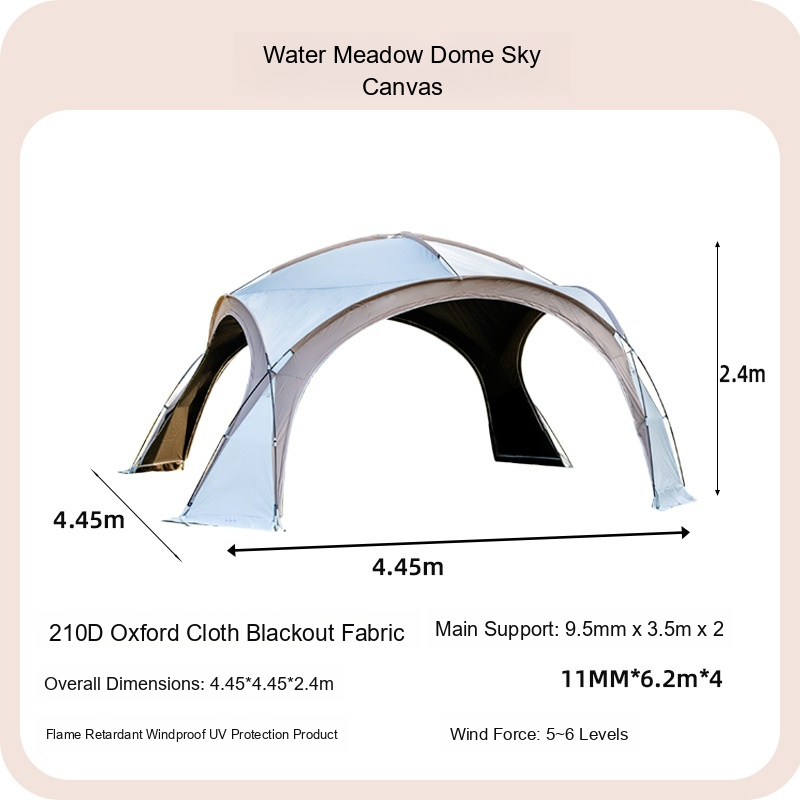 Water Meadow Dome Sky
Canvas
2.4m
4.45m
4.45m
210D Oxford Cloth Blackout Fabric
Main Support: 9.5mm x 3.5m x 2
Overall Dimensions: 4.45*4.45*2.4m
11MM*6.2m*4
Flame Retardant Windproof UV Protection Product
Wind Force: 5~6 Levels